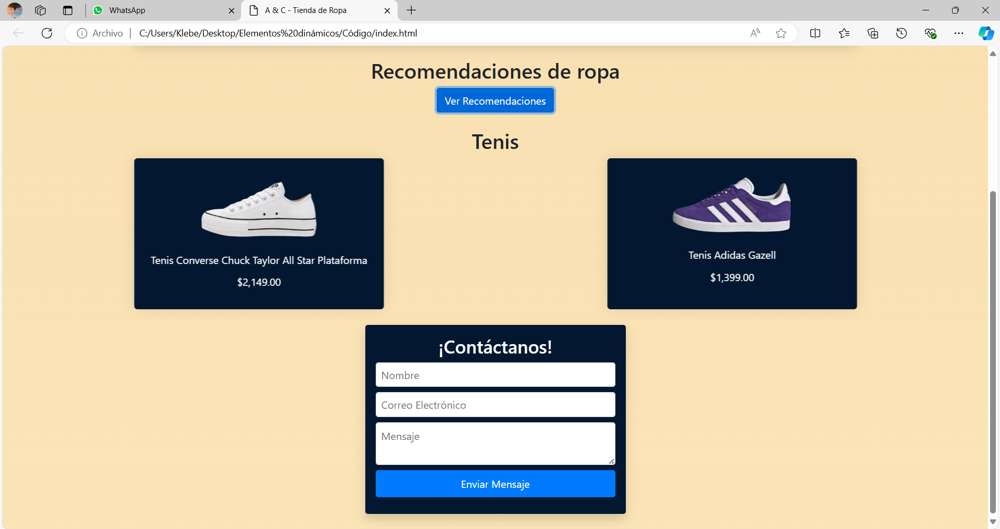 WhatsApp
A & C - Tienda de Ropa
Archivo
C:/Users/Klebe/Desktop/Elementos%20dinámicos/Código/index.html
Recomendaciones de ropa
Ver Recomendaciones
Tenis
Tenis Converse Chuck Taylor All Star Plataforma
$2,149.00
Tenis Adidas Gazell
$1,399.00
¡Contáctanos!
Nombre
Correo Electrónico
Mensaje
Enviar Mensaje